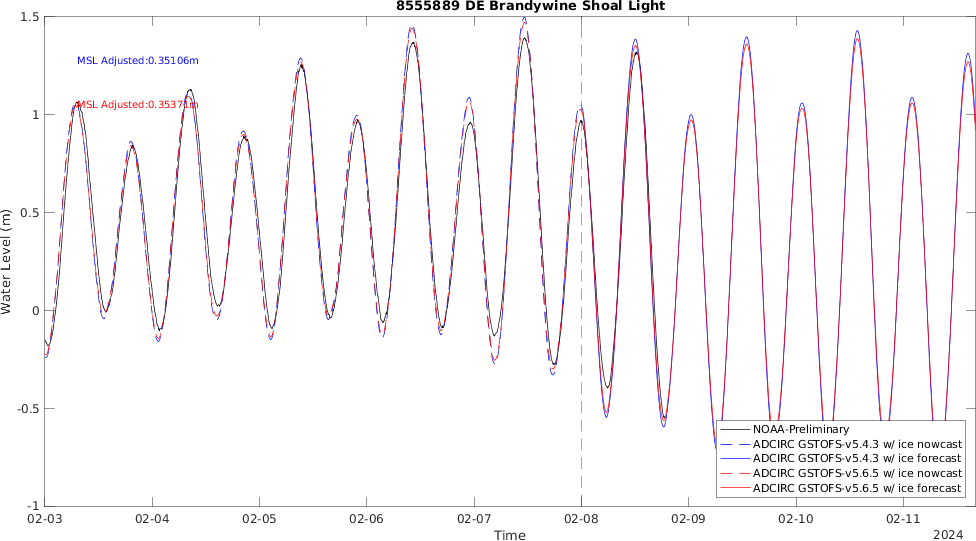 8555889 DE Brandywine Shoal Light
1.5
MSL Adjusted:0.35106m
MSL Adjusted:0.35371m
1
0.5
Water Level (m)
0
-0.5
NOAA-Preliminary
ADCIRC GSTOFS-v5.4.3 w/ ice nowcast
ADCIRC GSTOFS-v5.4.3 w/ ice forecast
ADCIRC GSTOFS-v5.6.5 w/ ice nowcast
ADCIRC GSTOFS-v5.6.5 w/ ice forecast
-1
02-03 02-04 02-05 02-06 02-07 02-08 02-09 02-10 02-11
Time
2024